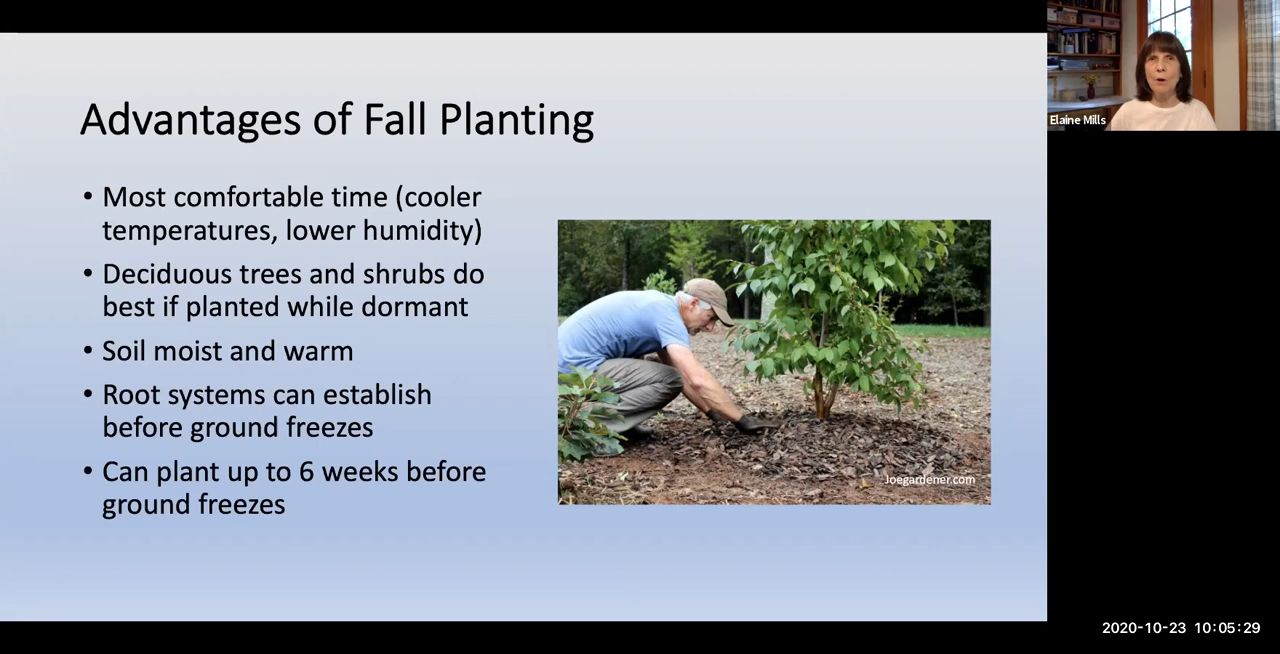 Advantages of Fall Planting
• Most comfortable time (cooler
temperatures, lower humidity)
• Deciduous trees and shrubs do
best if planted while dormant
• Soil moist and warm
• Root systems can establish
before ground freezes
• Can plant up to 6 weeks before
ground freezes
Joegardener.com
Elaine Mills
2020-10-23 10:05:29